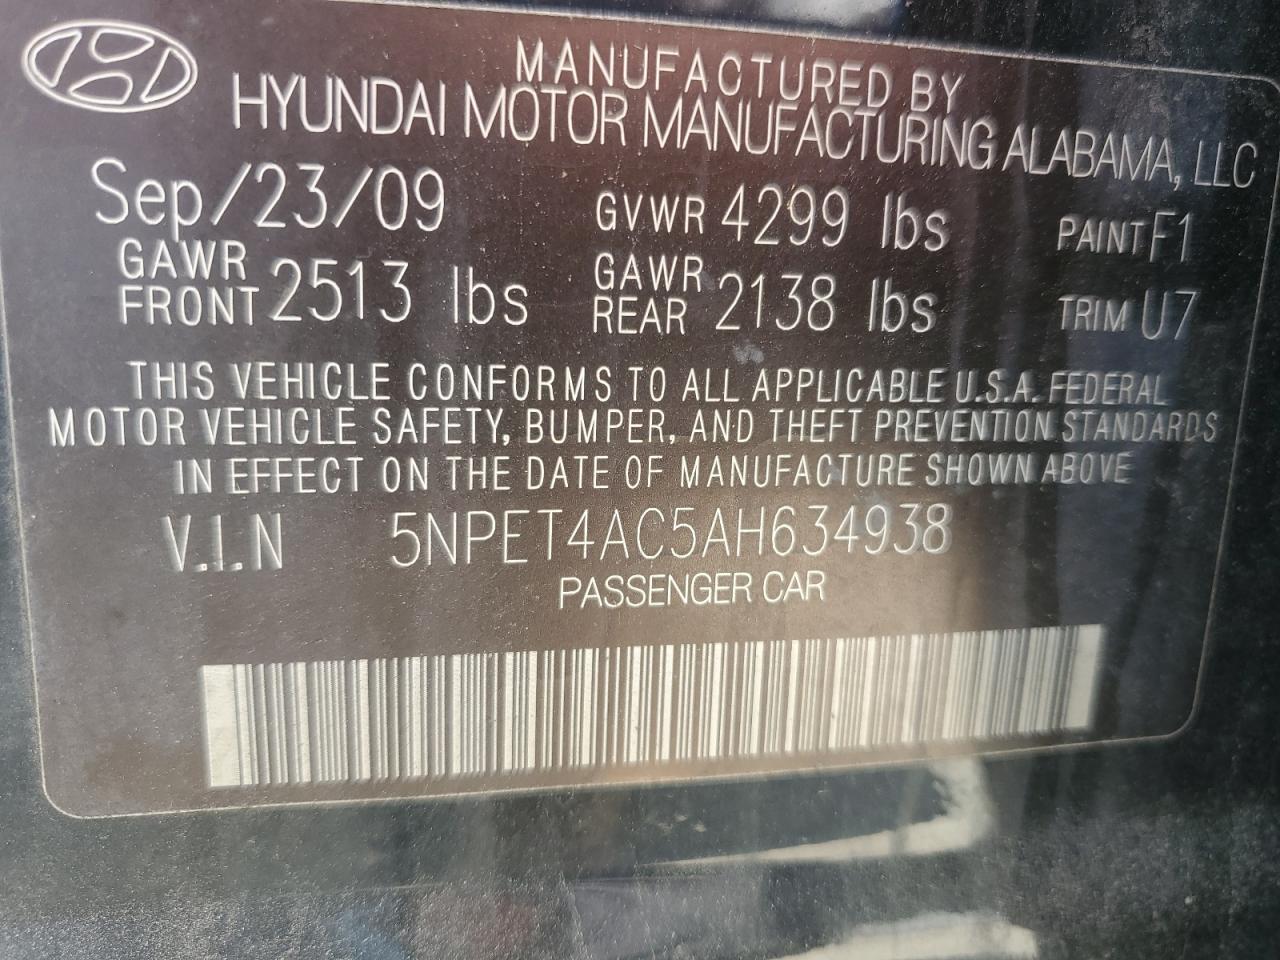 MANUFACTURED BY
HYUNDAI MOTOR MANUFACTURING ALABAMA, LLC
Sep/23/09 GVWR 4299 lbs PAINT F1
GAWR FRONT 2513 lbs GAWR REAR 2138 lbs TRIM U7
THIS VEHICLE CONFORMS TO ALL APPLICABLE U.S.A. FEDERAL
MOTOR VEHICLE SAFETY, BUMPER, AND THEFT PREVENTION STANDARDS
IN EFFECT ON THE DATE OF MANUFACTURE SHOWN ABOVE
V.I.N 5NPET4AC5AH634938
PASSENGER CAR